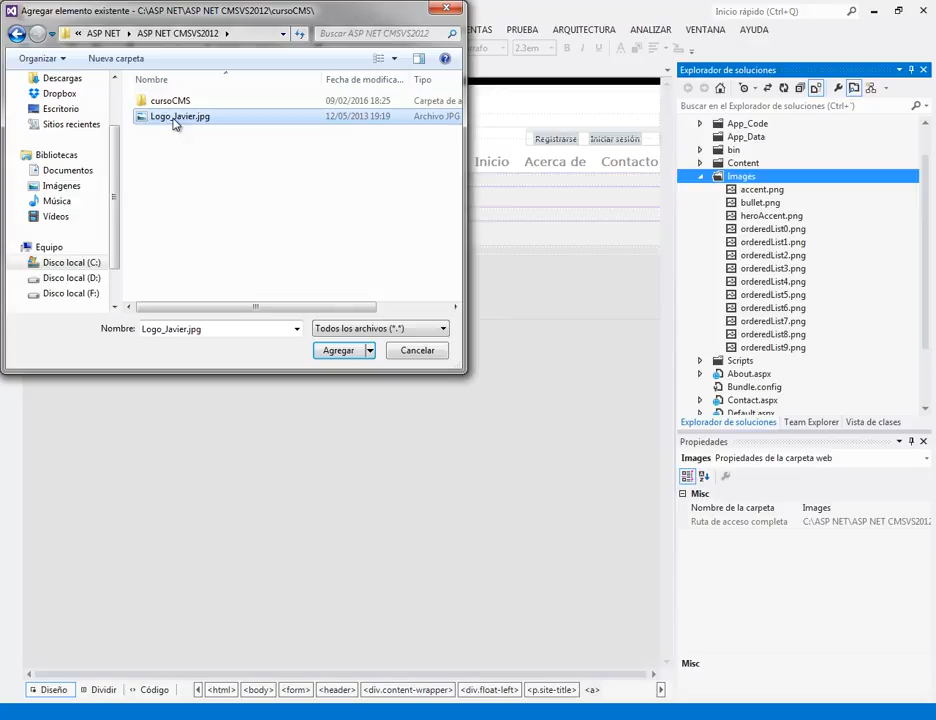 Agregar elemento existente - C:\ASP NET\ASP NET CMSVS2012\cursoCMS\
Inicio rápido (Ctrl+Q)
« ASP NET ▸ ASP NET CMSVS2012 ▸
Buscar ASP NET CMSVS2012
PRUEBA ARQUITECTURA ANALIZAR VENTANA AYUDA
2.3em B I U A
Organizar Nueva carpeta
Nombre Fecha de modifica... Tipo
cursoCMS 09/02/2016 18:25 Carpeta de a
Logo_Javier.jpg 12/05/2013 19:19 Archivo JPG
Descargas
Dropbox
Escritorio
Sitios recientes
Bibliotecas
Documentos
Imágenes
Música
Vídeos
Equipo
Disco local (C:)
Disco local (D:)
Disco local (F:)
Nombre: Logo_Javier.jpg Todos los archivos (*.*)
Agregar Cancelar
Registrarse Iniciar sesión
Inicio Acerca de Contacto
Explorador de soluciones
Buscar en el Explorador de soluciones (Ctrl+´)
App_Code
App_Data
bin
Content
Images
accent.png
bullet.png
heroAccent.png
orderedList0.png
orderedList1.png
orderedList2.png
orderedList3.png
orderedList4.png
orderedList5.png
orderedList6.png
orderedList7.png
orderedList8.png
orderedList9.png
Scripts
About.aspx
Bundle.config
Contact.aspx
Default.aspx
Explorador de soluciones Team Explorer Vista de clases
Propiedades
Images Propiedades de la carpeta web
Misc
Nombre de la carpeta Images
Ruta de acceso completa C:\ASP NET\ASP NET CMSVS2012
Misc
Diseño Dividir Código <html> <body> <form> <header> <div.content-wrapper> <div.float-left> <p.site-title> <a>